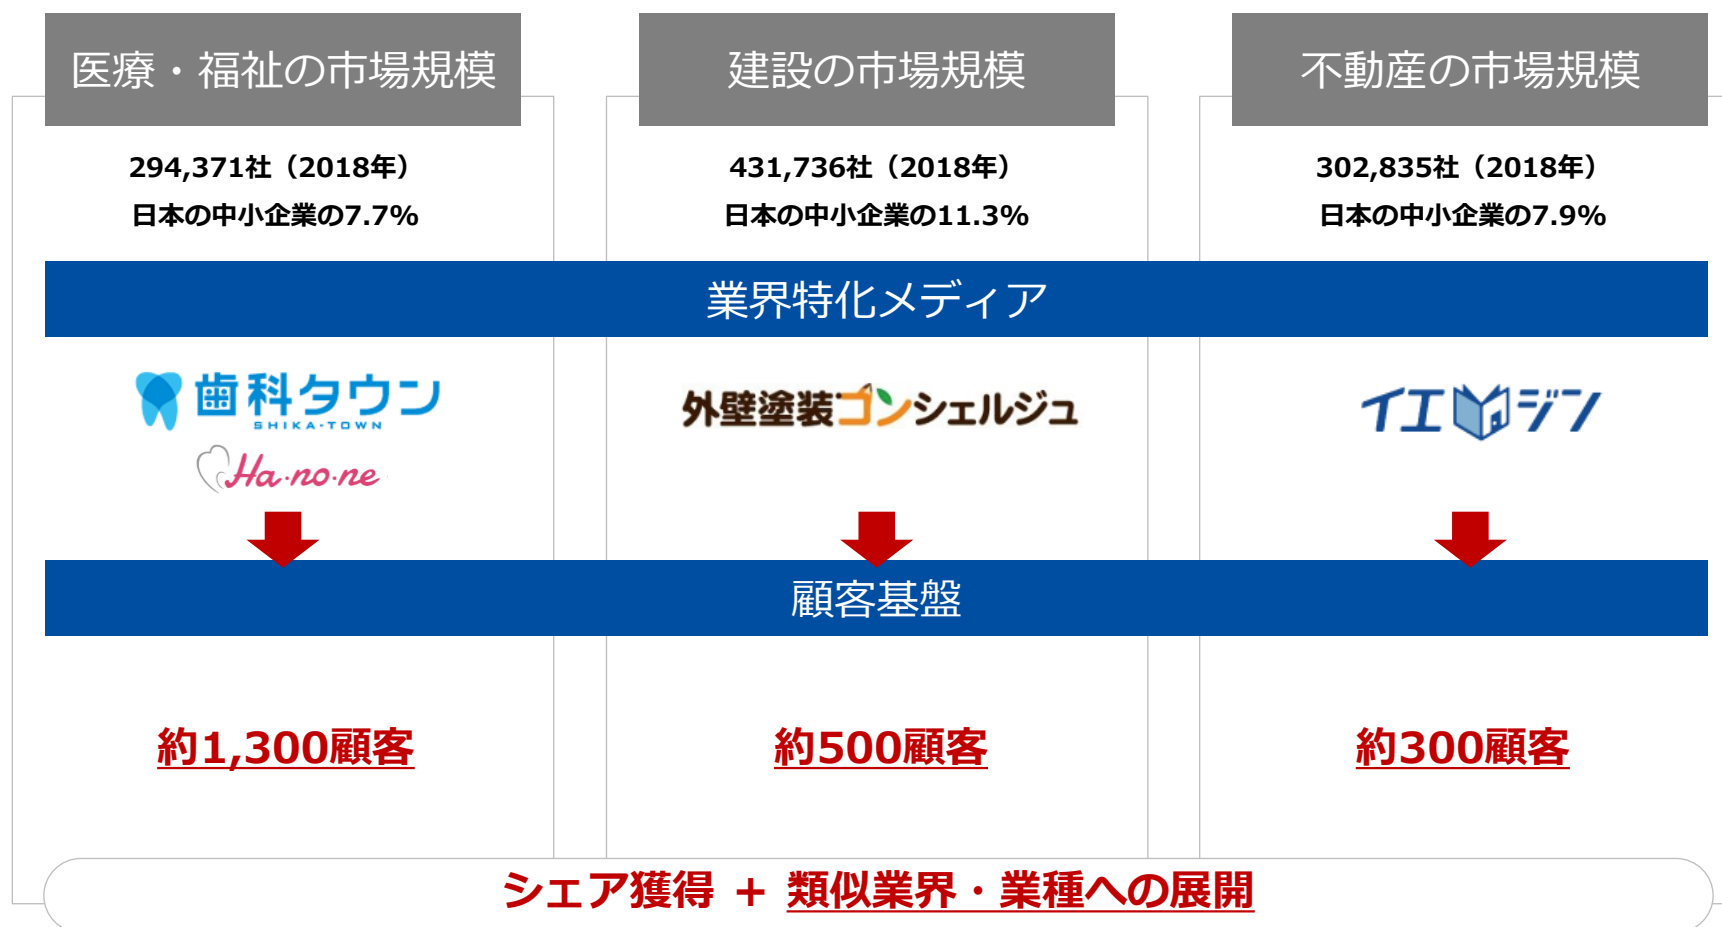 医療・福祉の市場規模
294,371社（2018年）
日本の中小企業の7.7%
建設の市場規模
431,736社（2018年）
日本の中小企業の11.3%
不動産の市場規模
302,835社（2018年）
日本の中小企業の7.9%
業界特化メディア
歯科タウン
SHIKA-TOWN
Ha・no・ne
外壁塗装コンシェルジュ
イエジン
顧客基盤
約1,300顧客
約500顧客
約300顧客
シェア獲得 + 類似業界・業種への展開